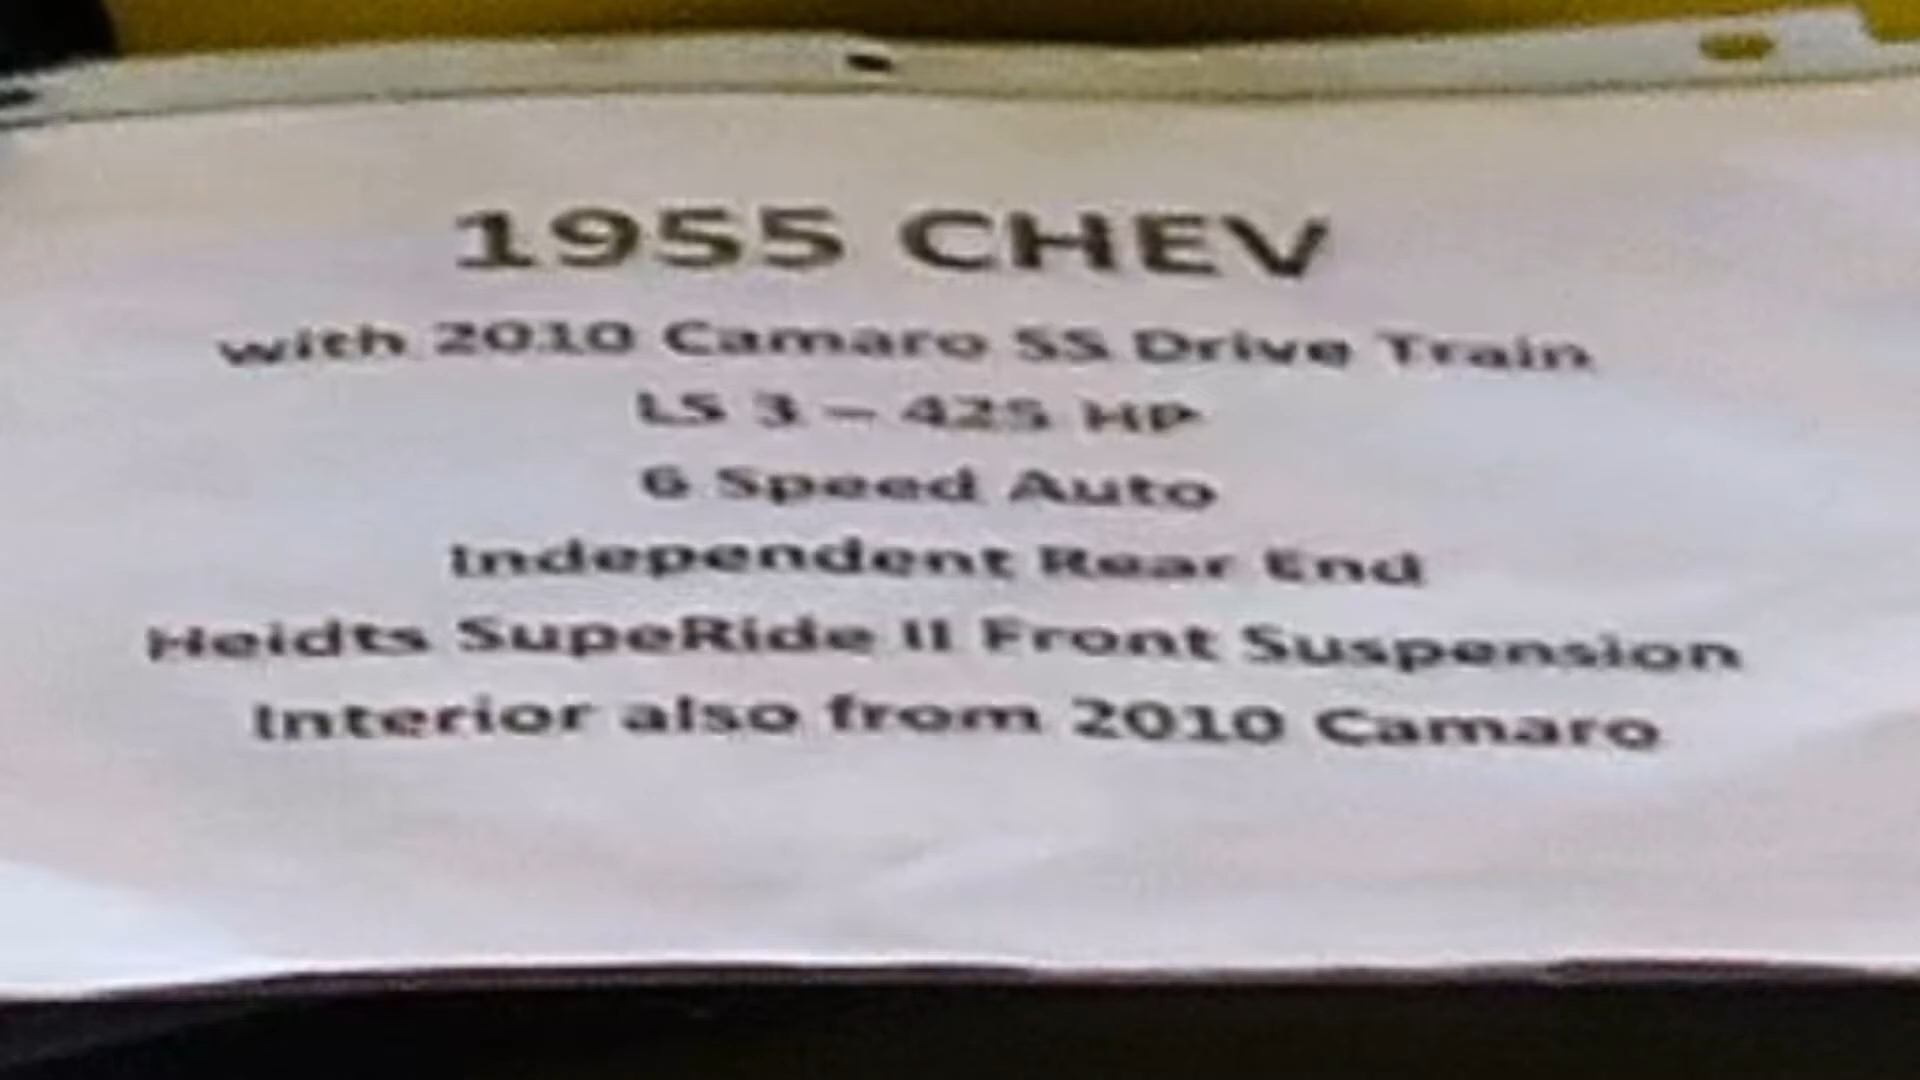 1955 CHEV
with 2010 Camaro SS Drive Train
LS 3 – 425 HP
6 Speed Auto
Independent Rear End
Heidts SupeRide II Front Suspension
Interior also from 2010 Camaro